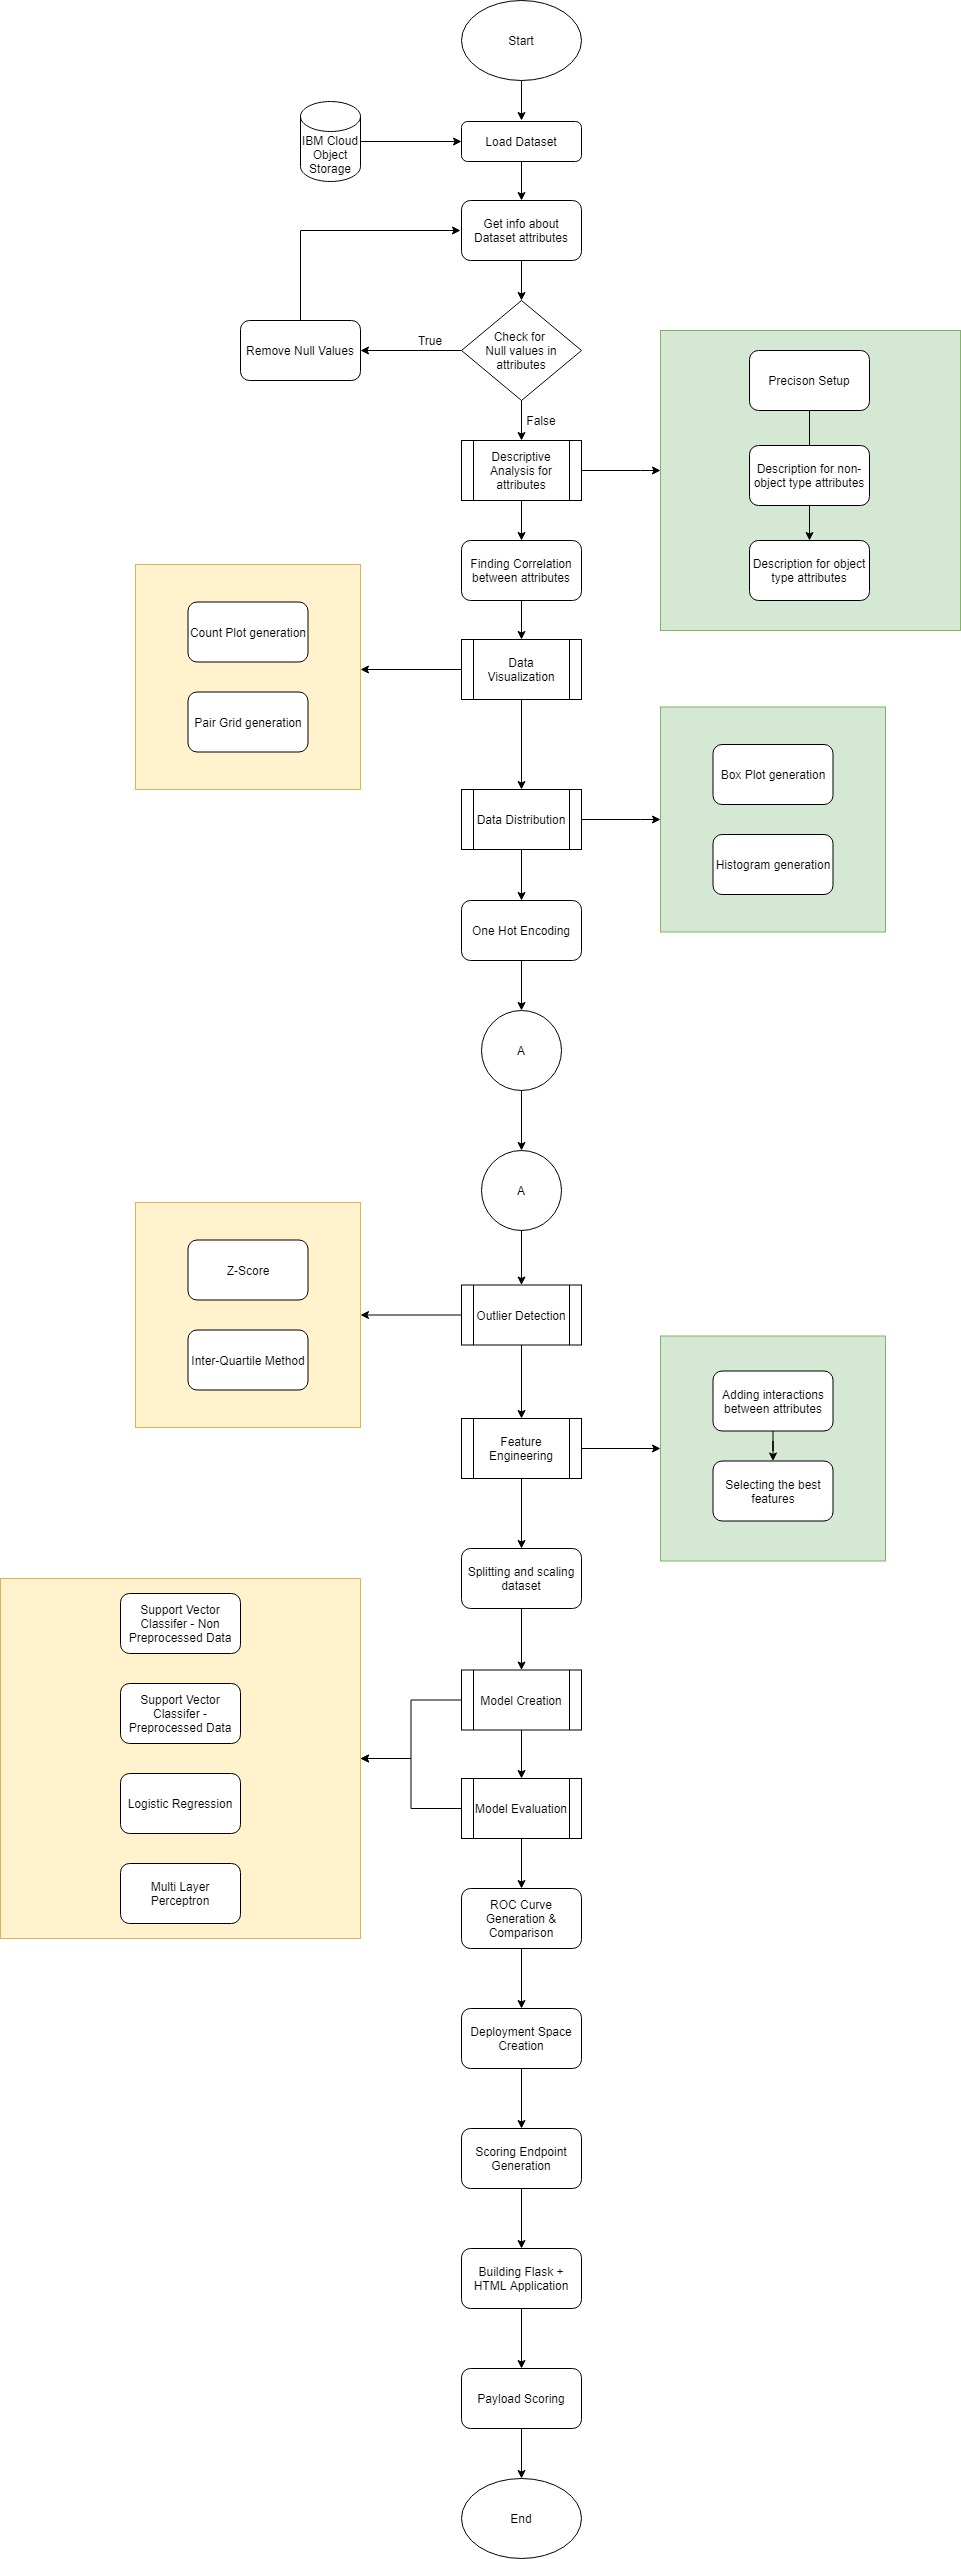 Start
IBM Cloud
Object
Storage
Load Dataset
Get info about
Dataset attributes
Remove Null Values
True
Check for
Null values in
attributes
False
Descriptive
Analysis for
attributes
Precison Setup
Description for non-
object type attributes
Description for object
type attributes
Finding Correlation
between attributes
Count Plot generation
Pair Grid generation
Data
Visualization
Data Distribution
Box Plot generation
Histogram generation
One Hot Encoding
A
A
Z-Score
Inter-Quartile Method
Outlier Detection
Feature
Engineering
Adding interactions
between attributes
Selecting the best
features
Splitting and scaling
dataset
Support Vector
Classifer - Non
Preprocessed Data
Support Vector
Classifer -
Preprocessed Data
Logistic Regression
Multi Layer
Perceptron
Model Creation
Model Evaluation
ROC Curve
Generation &
Comparison
Deployment Space
Creation
Scoring Endpoint
Generation
Building Flask +
HTML Application
Payload Scoring
End